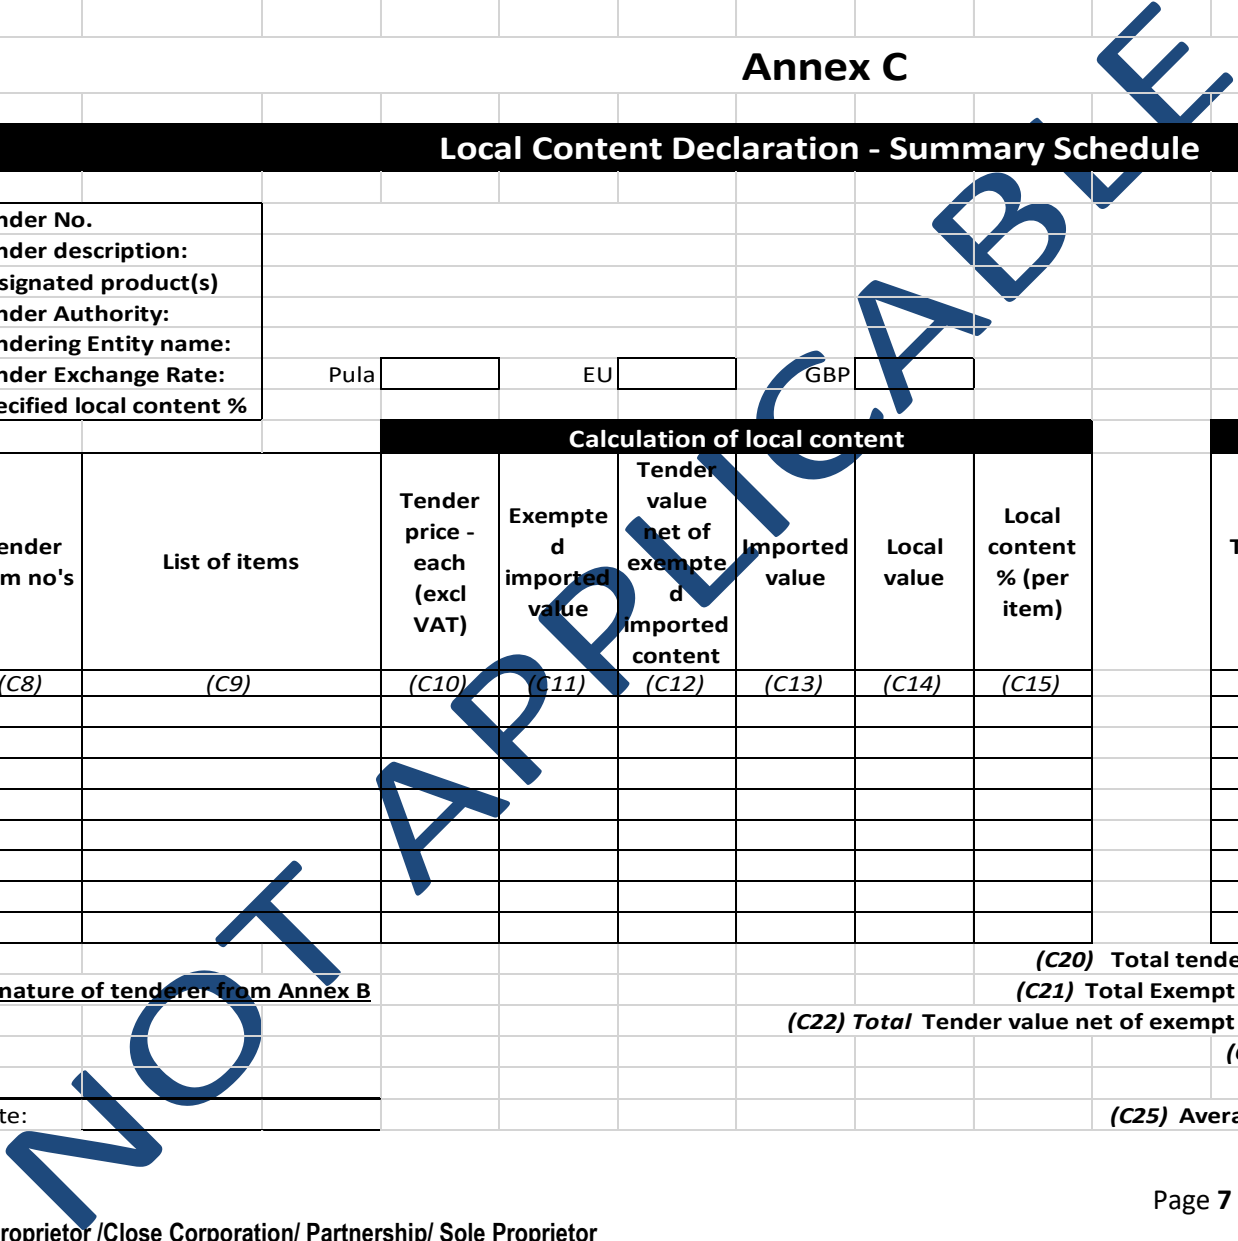 Annex C
Local Content Declaration - Summary Schedule
nder No.
nder description:
signated product(s)
nder Authority:
ndering Entity name:
nder Exchange Rate: Pula EU GBP
ecified local content %
Calculation of local content
ender
m no's
List of items
Tender
price -
each
(excl
VAT)
Exempte
d
imported
value
Tender
value
net of
exempte
d
imported
content
Imported
value
Local
value
Local
content
% (per
item)
T
(C8) (C9) (C10) (C11) (C12) (C13) (C14) (C15)
(C20) Total tende
nature of tenderer from Annex B
(C21) Total Exempt
(C22) Total Tender value net of exempt
(C
te:
(C25) Avera
NOT APPLICABLE
Page 7
roprietor /Close Corporation/ Partnership/ Sole Proprietor